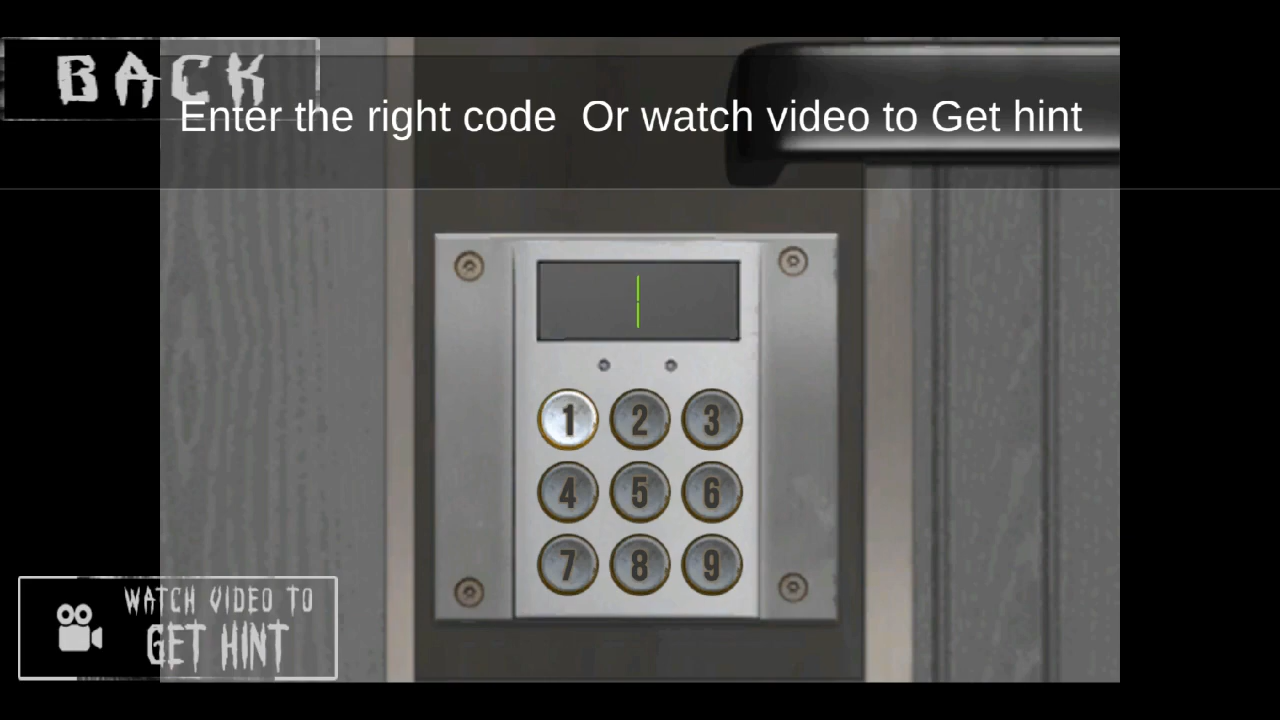 BACK
Enter the right code Or watch video to Get hint
1
1 2 3
4 5 6
7 8 9
WATCH VIDEO TO
GET HINT